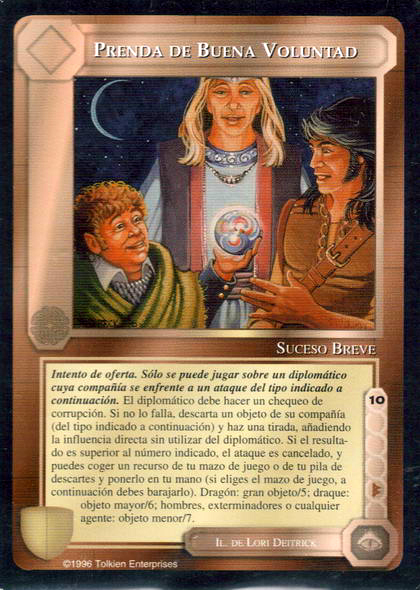 Prenda de Buena Voluntad
Suceso Breve
Intento de oferta. Sólo se puede jugar sobre un diplomático
cuya compañía se enfrente a un ataque del tipo indicado a
continuación. El diplomático debe hacer un chequeo de
corrupción. Si no lo falla, descarta un objeto de su compañía
(del tipo indicado a continuación) y haz una tirada, añadiendo
la influencia directa sin utilizar del diplomático. Si el resulta-
do es superior al número indicado, el ataque es cancelado, y
puedes coger un recurso de tu mazo de juego o de tu pila de
descartes y ponerlo en tu mano (si eliges el mazo de juego, a
continuación debes barajarlo). Dragón: gran objeto/5; draque:
objeto mayor/6; hombres, exterminadores o cualquier
agente: objeto menor/7.
10
Il. de Lori Deitrick
©1996 Tolkien Enterprises